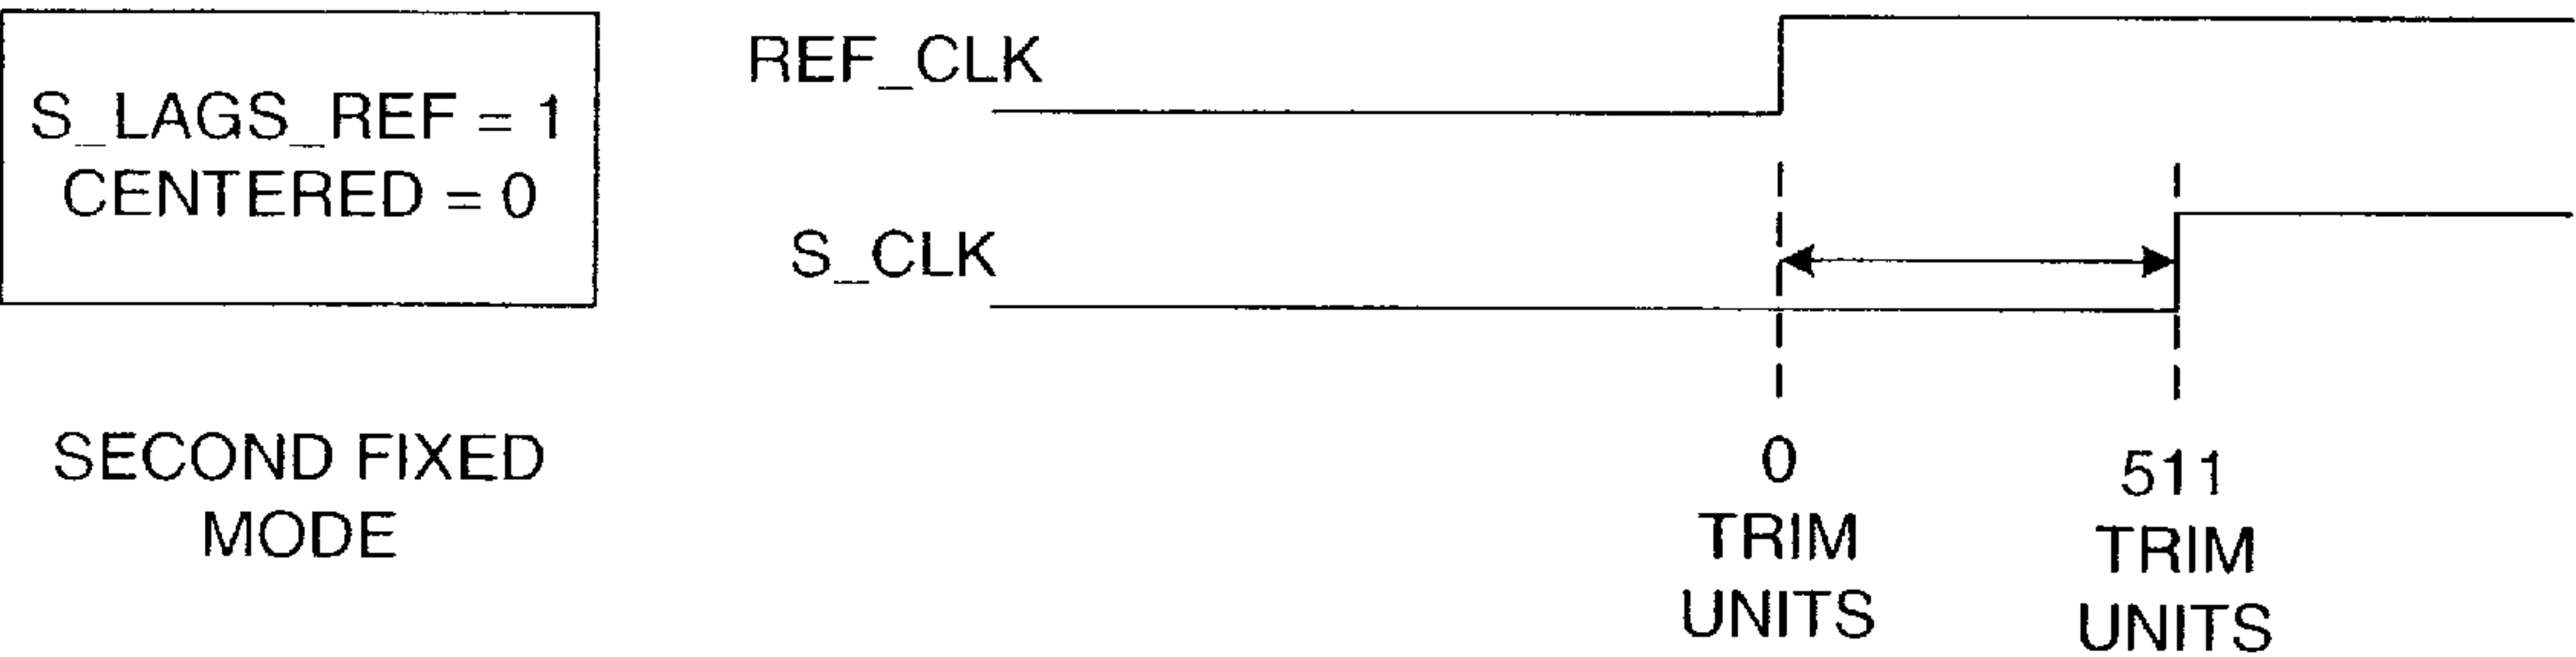 S_LAGS_REF = 1
CENTERED = 0
SECOND FIXED
MODE
REF_CLK
S_CLK
0
TRIM
UNITS
511
TRIM
UNITS